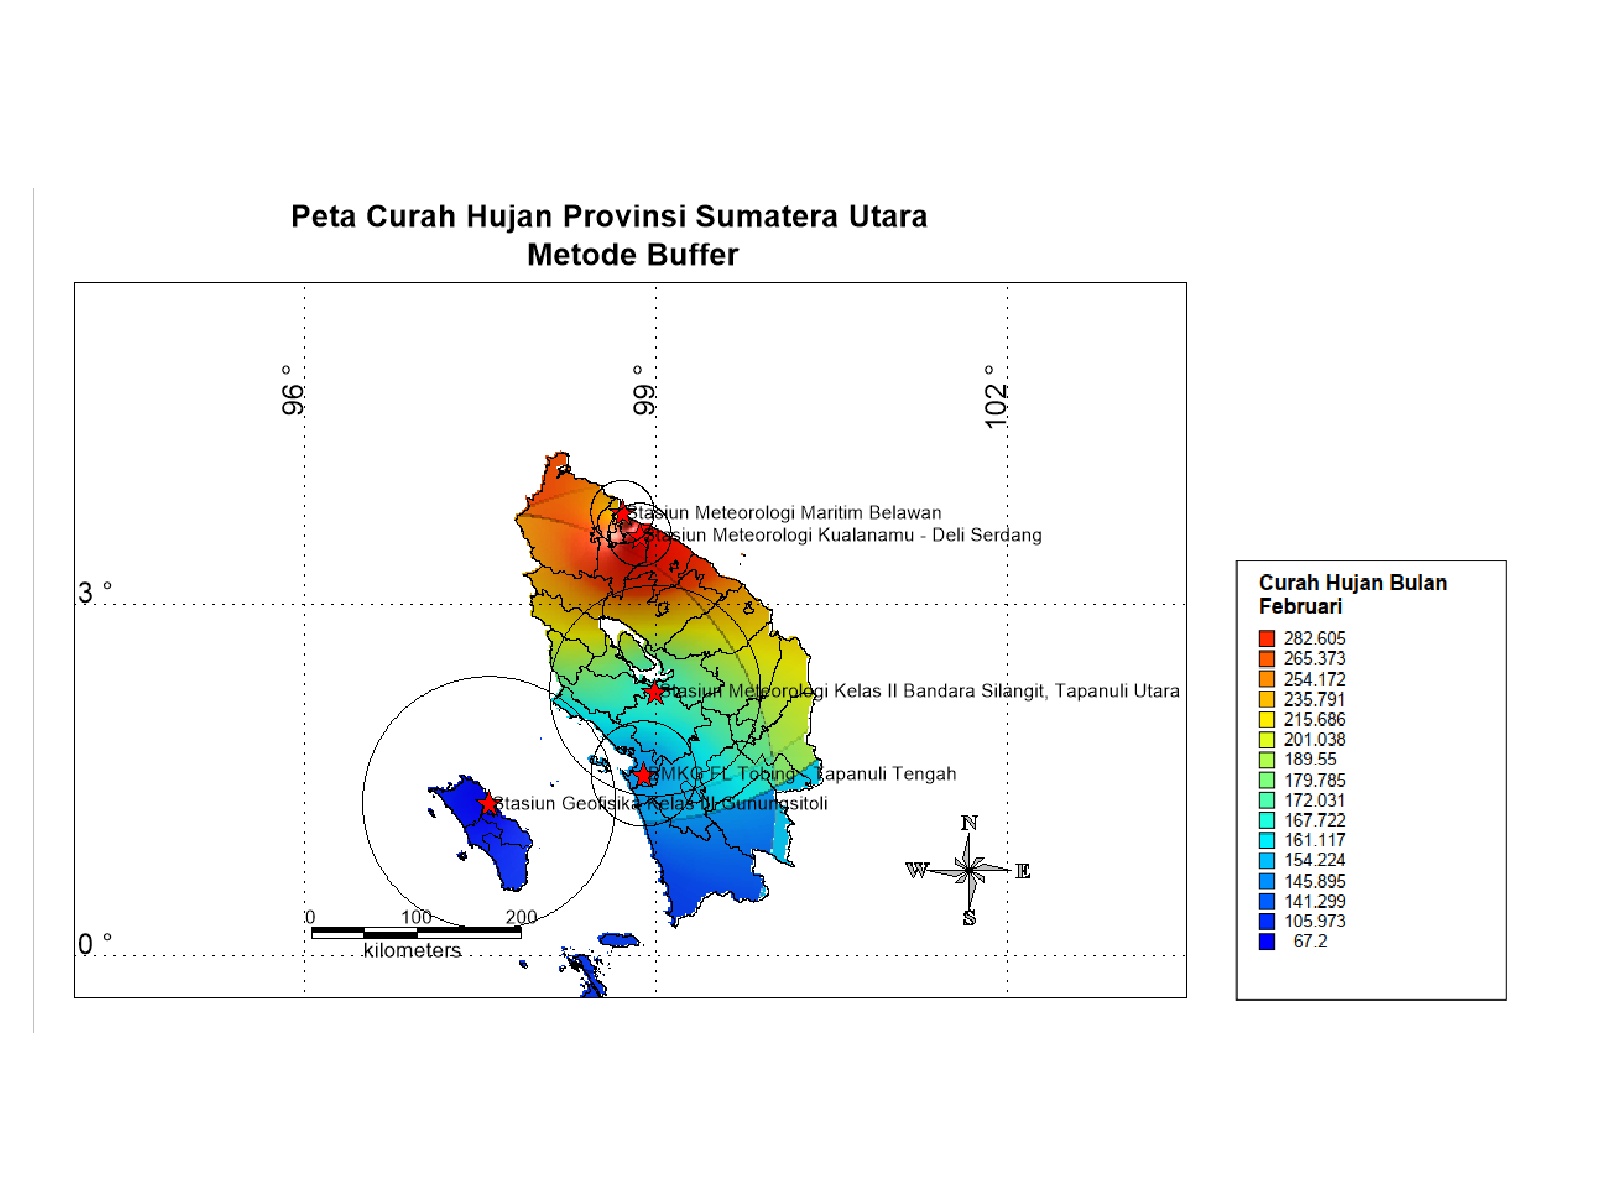 Peta Curah Hujan Provinsi Sumatera Utara
Metode Buffer
96 °
99 °
102 °
Stasiun Meteorologi Maritim Belawan
Stasiun Meteorologi Kualanamu - Deli Serdang
3 °
Stasiun Meteorologi Kelas II Bandara Silangit, Tapanuli Utara
BMKG FL Tobing - Tapanuli Tengah
Stasiun Geofisika Kelas III Gunungsitoli
N
W E
S
0 100 200
kilometers
0 °
Curah Hujan Bulan
Februari
282.605
265.373
254.172
235.791
215.686
201.038
189.55
179.785
172.031
167.722
161.117
154.224
145.895
141.299
105.973
67.2